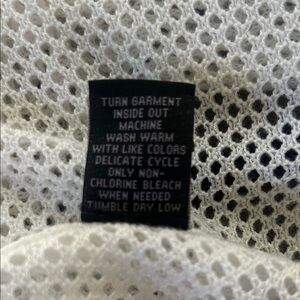 TURN GARMENT
INSIDE OUT
MACHINE
WASH WARM
WITH LIKE COLORS
DELICATE CYCLE
ONLY NON-
CHLORINE BLEACH
WHEN NEEDED
TUMBLE DRY LOW